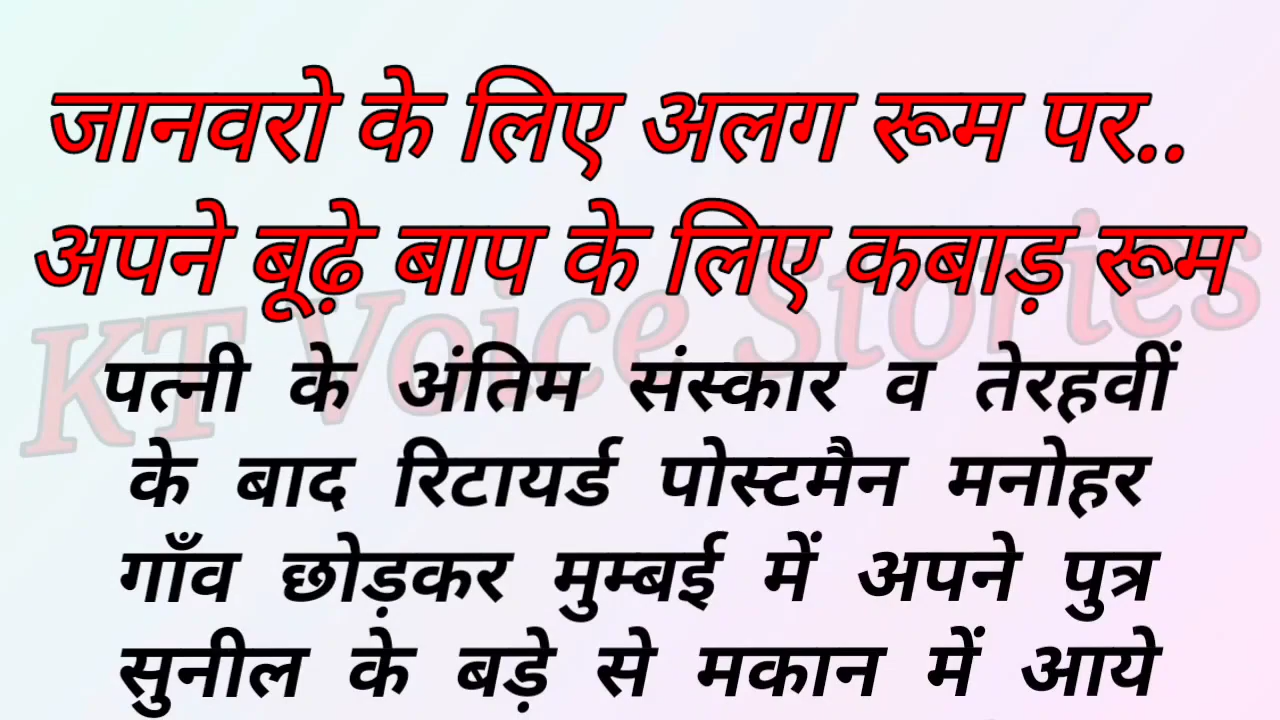 जानवरो के लिए अलग रूम पर..
अपने बूढ़े बाप के लिए कबाड़ रूम
KT Voice Stories
पत्नी के अंतिम संस्कार व तेरहवीं
के बाद रिटायर्ड पोस्टमैन मनोहर
गाँव छोड़कर मुम्बई में अपने पुत्र
सुनील के बड़े से मकान में आये